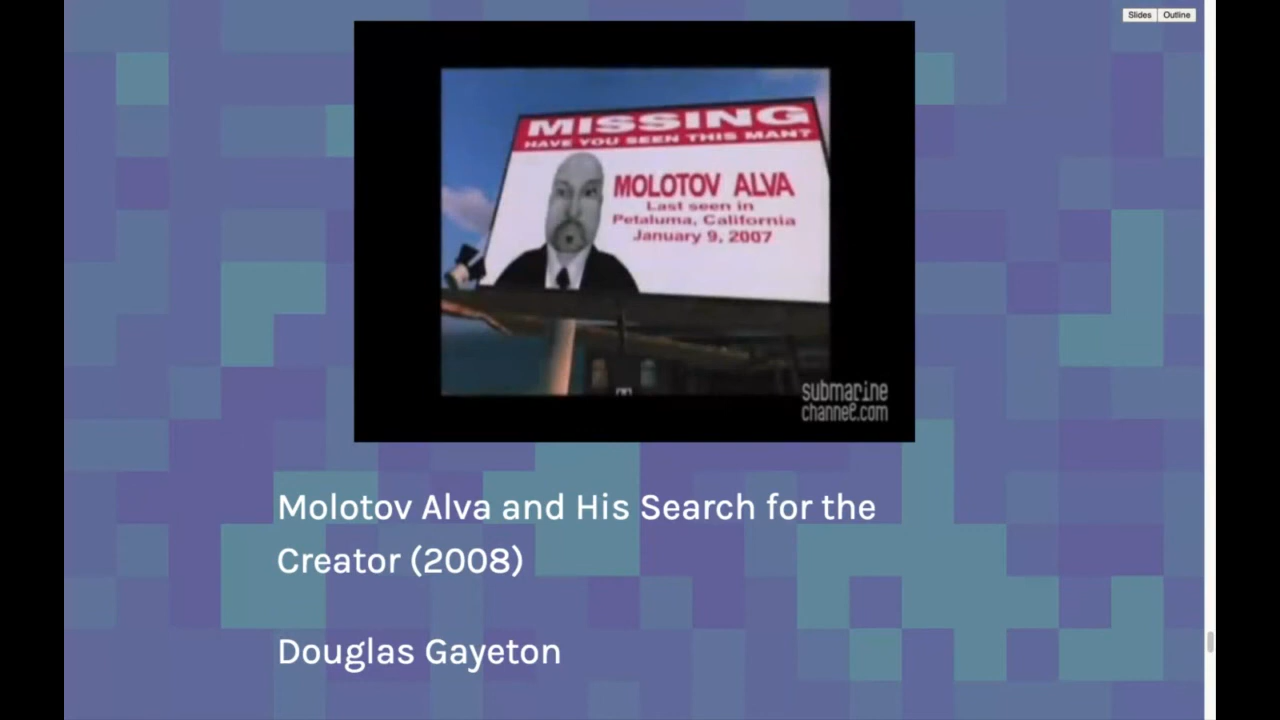 Slides Outline
MISSING
HAVE YOU SEEN THIS MAN?
MOLOTOV ALVA
Last seen in
Petaluma, California
January 9, 2007
submarine
channel.com
Molotov Alva and His Search for the
Creator (2008)
Douglas Gayeton